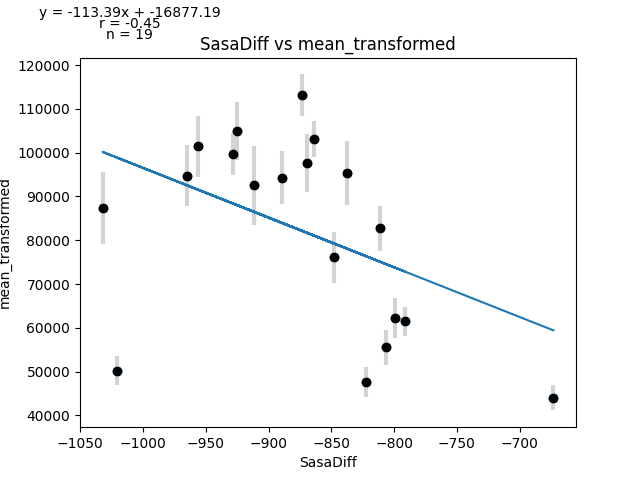 y = -113.39x + -16877.19
r = -0.45
n = 19
SasaDiff vs mean_transformed
120000
110000
100000
90000
80000
70000
60000
50000
40000
mean_transformed
−1050 −1000 −950 −900 −850 −800 −750 −700
SasaDiff